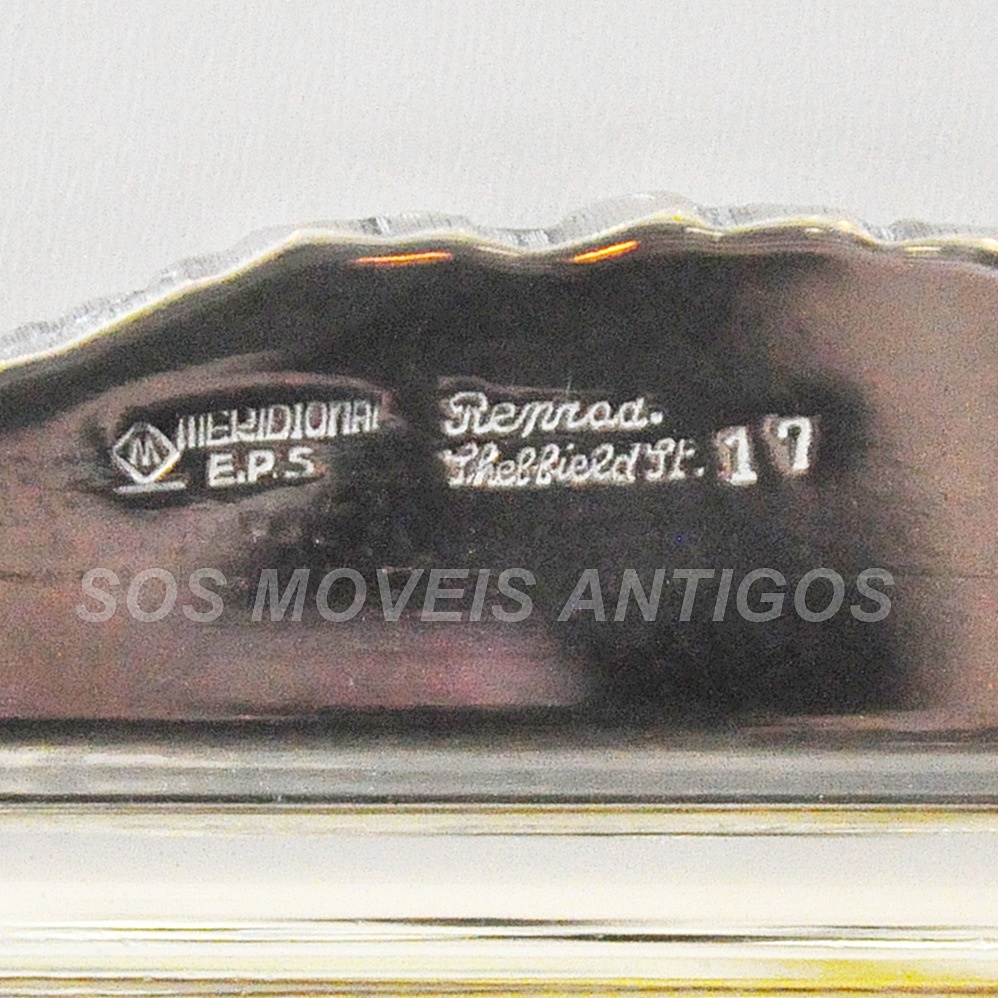 M MERIDIONAL
E.P.S
Reprod.
Sheffield St. 17
SOS MOVEIS ANTIGOS